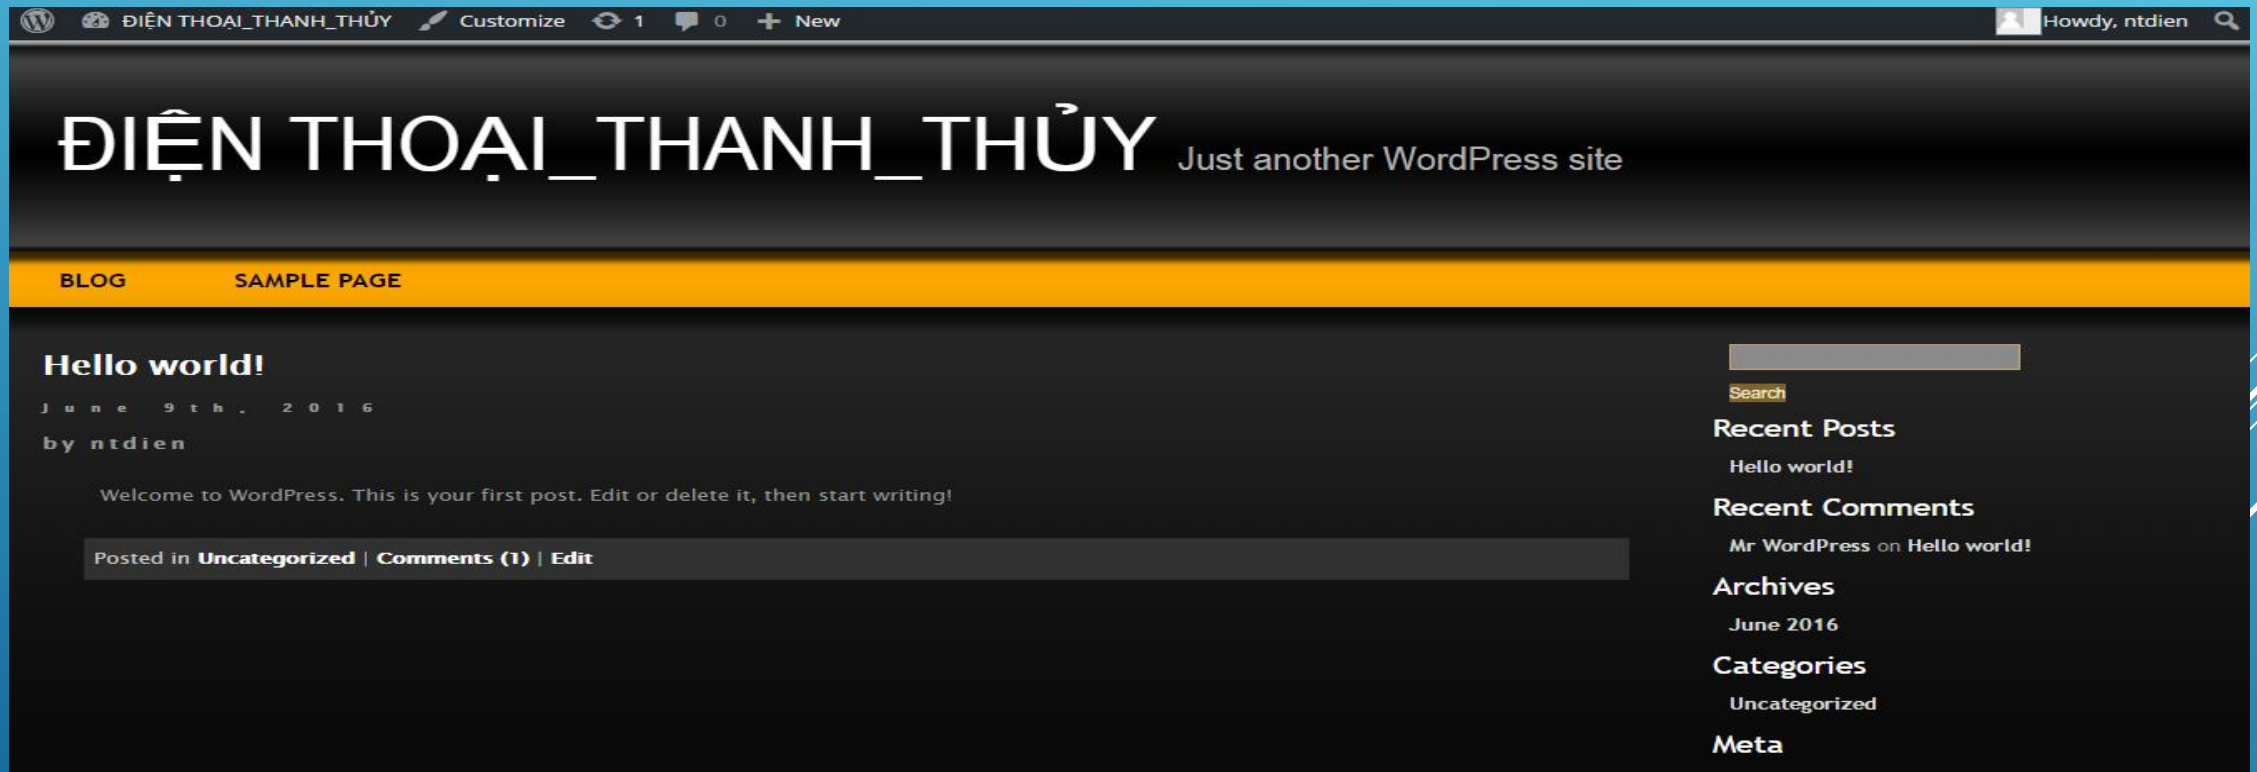 ĐIỆN THOẠI_THANH_THỦY Customize 1 0 New Howdy, ntdien
ĐIỆN THOẠI_THANH_THỦY Just another WordPress site
BLOG SAMPLE PAGE
Hello world!
June 9th, 2016
by ntdien
Welcome to WordPress. This is your first post. Edit or delete it, then start writing!
Posted in Uncategorized | Comments (1) | Edit
Search
Recent Posts
Hello world!
Recent Comments
Mr WordPress on Hello world!
Archives
June 2016
Categories
Uncategorized
Meta